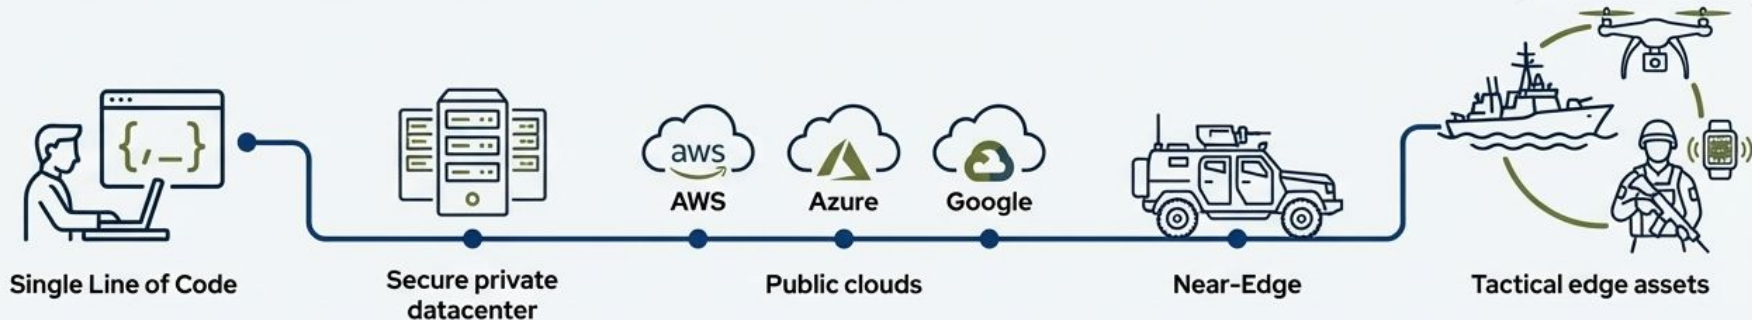 {,_}
aws
AWS
Azure
Google
Single Line of Code
Secure private
datacenter
Public clouds
Near-Edge
Tactical edge assets